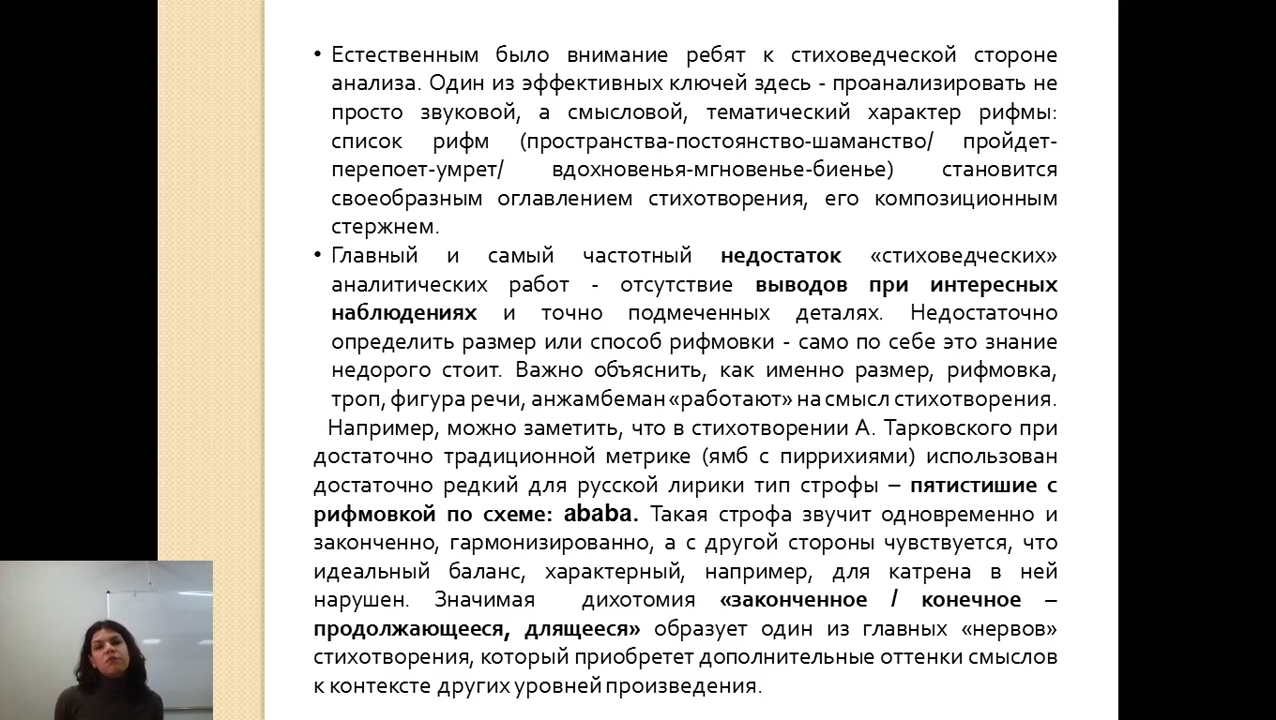 • Естественным было внимание ребят к стиховедческой стороне
анализа. Один из эффективных ключей здесь - проанализировать не
просто звуковой, а смысловой, тематический характер рифмы:
список рифм (пространства-постоянство-шаманство/ пройдет-
перепоет-умрет/ вдохновенья-мгновенье-биенье) становится
своеобразным оглавлением стихотворения, его композиционным
стержнем.
• Главный и самый частотный недостаток «стиховедческих»
аналитических работ - отсутствие выводов при интересных
наблюдениях и точно подмеченных деталях. Недостаточно
определить размер или способ рифмовки - само по себе это знание
недорого стоит. Важно объяснить, как именно размер, рифмовка,
троп, фигура речи, анжамбеман «работают» на смысл стихотворения.
Например, можно заметить, что в стихотворении А. Тарковского при
достаточно традиционной метрике (ямб с пиррихиями) использован
достаточно редкий для русской лирики тип строфы – пятистишие с
рифмовкой по схеме: ababa. Такая строфа звучит одновременно и
законченно, гармонизированно, а с другой стороны чувствуется, что
идеальный баланс, характерный, например, для катрена в ней
нарушен. Значимая дихотомия «законченное / конечное –
продолжающееся, длящееся» образует один из главных «нервов»
стихотворения, который приобретет дополнительные оттенки смыслов
к контексте других уровней произведения.